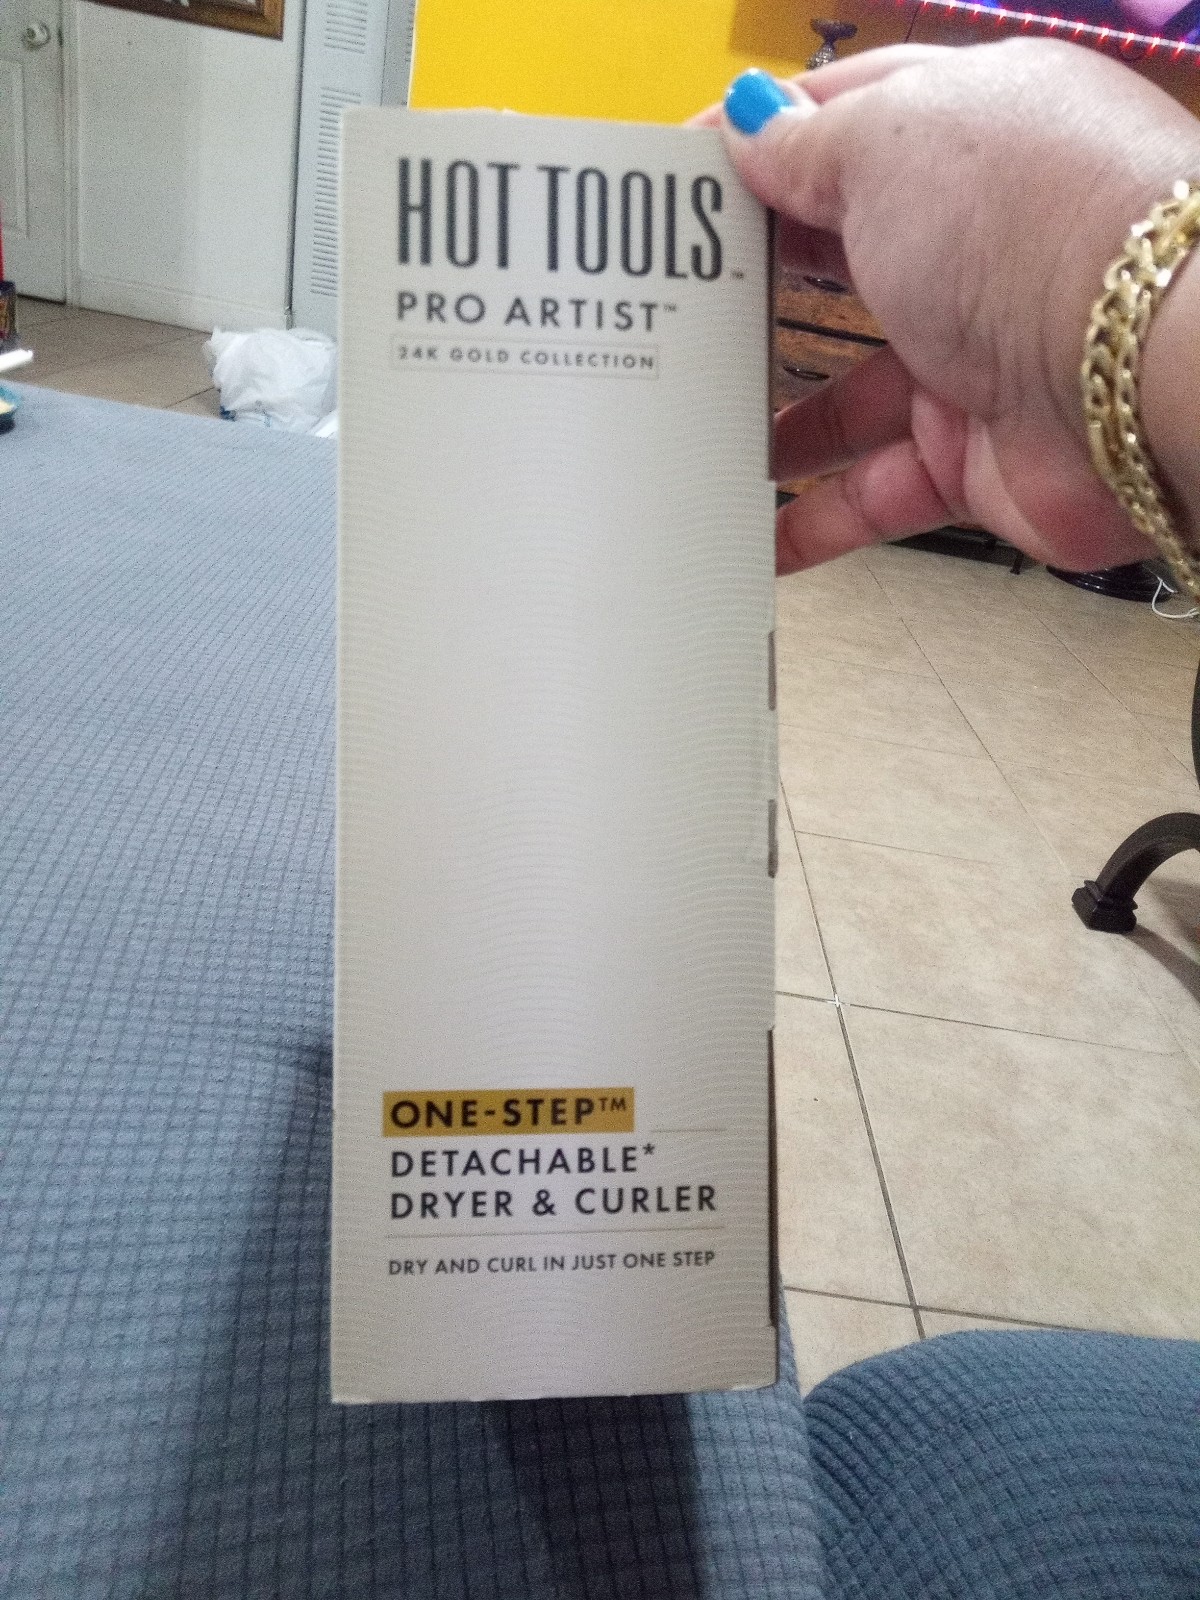 HOT TOOLS™
PRO ARTIST™
24K GOLD COLLECTION
ONE-STEP™
DETACHABLE*
DRYER & CURLER
DRY AND CURL IN JUST ONE STEP